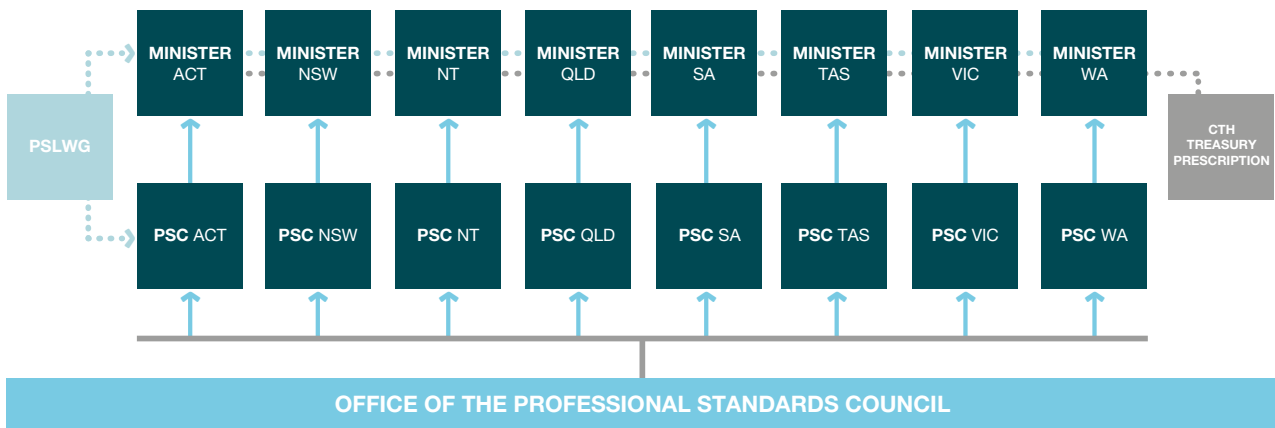 MINISTER
ACT
MINISTER
NSW
MINISTER
NT
MINISTER
QLD
MINISTER
SA
MINISTER
TAS
MINISTER
VIC
MINISTER
WA
PSLWG
CTH
TREASURY
PRESCRIPTION
PSC ACT
PSC NSW
PSC NT
PSC QLD
PSC SA
PSC TAS
PSC VIC
PSC WA
OFFICE OF THE PROFESSIONAL STANDARDS COUNCIL